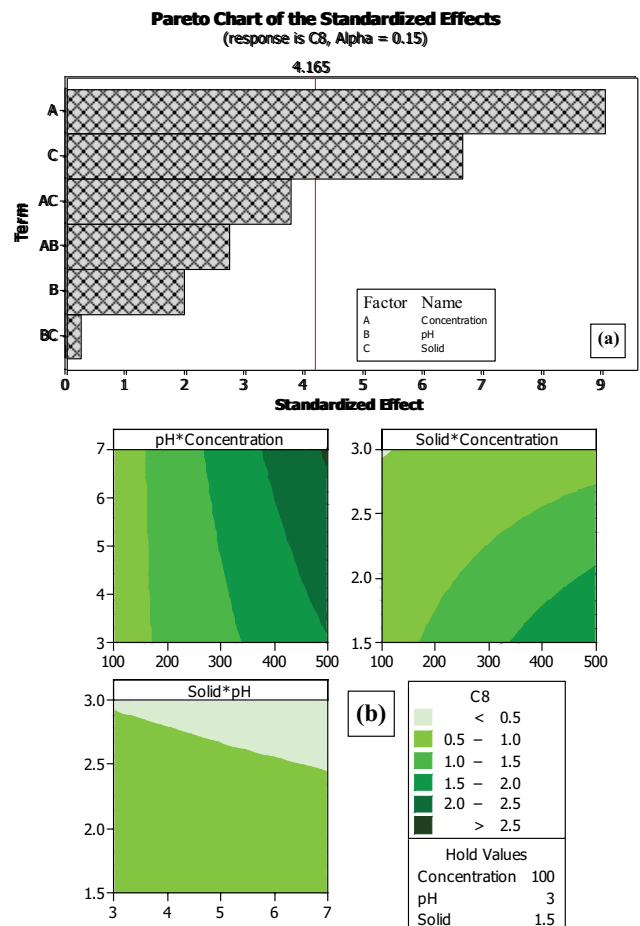 Pareto Chart of the Standardized Effects
(response is C8, Alpha = 0.15)
4.165
Term
A
C
AC
AB
B
BC
Factor Name
A Concentration
B pH
C Solid
(a)
0 1 2 3 4 5 6 7 8 9
Standardized Effect
pH*Concentration
7
6
5
4
3
100 200 300 400 500
Solid*Concentration
3.0
2.5
2.0
1.5
100 200 300 400 500
Solid*pH
3.0
2.5
2.0
1.5
3 4 5 6 7
(b)
C8
< 0.5
0.5 – 1.0
1.0 – 1.5
1.5 – 2.0
2.0 – 2.5
> 2.5
Hold Values
Concentration 100
pH 3
Solid 1.5